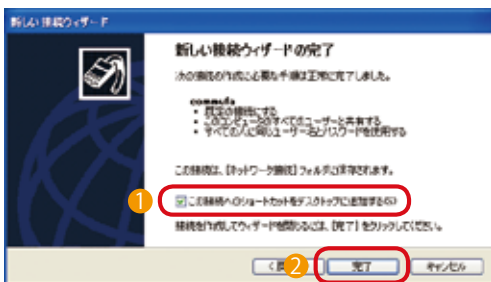 新しい接続ウィザード
新しい接続ウィザードの完了
次の接続の作成に必要な手順は正常に完了しました。
commufa
• 既定の接続にする
• このコンピュータのすべてのユーザーと共有する
• すべての人に同じユーザー名とパスワードを使用する
この接続は、[ネットワーク接続] フォルダに保存されます。
1 この接続へのショートカットをデスクトップに追加する(S)
接続を作成してウィザードを閉じるには、[完了] をクリックしてください。
2 完了 キャンセル